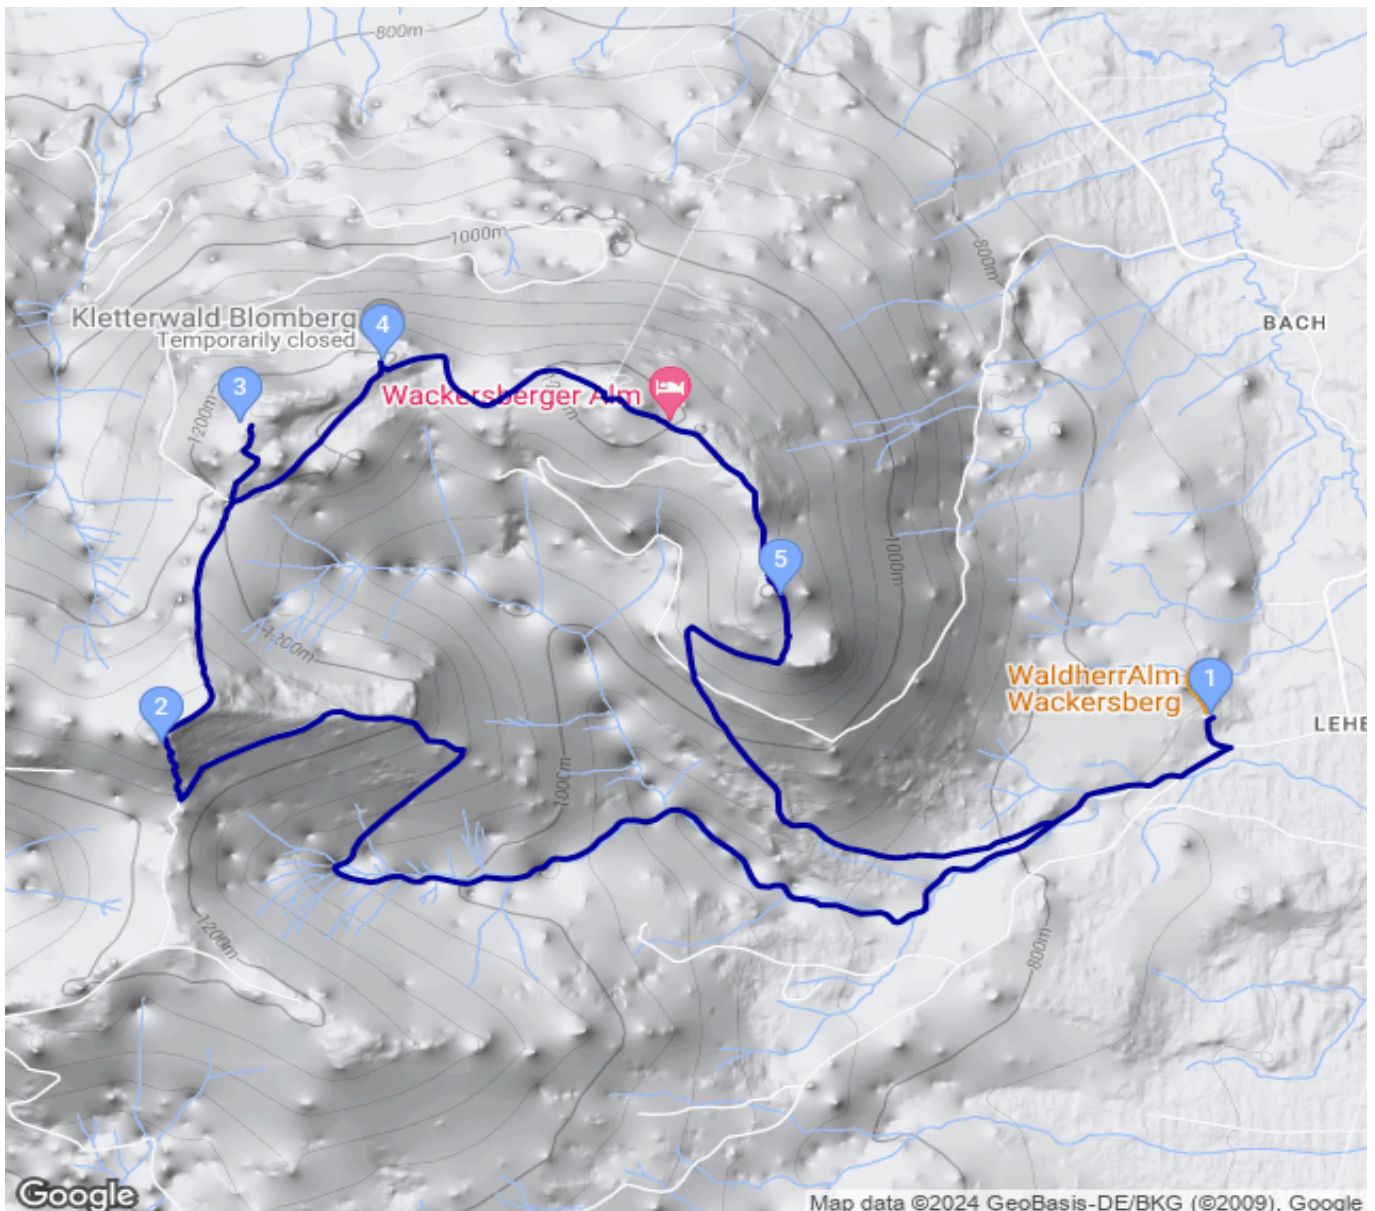 800m
1000m
800m
Kletterwald Blomberg
Temporarily closed
4
BACH
3
Wackersberger Alm
1200m
1000m
5
1200m
WaldherrAlm
Wackersberg
1
2
LEHE
1000m
1200m
800m
Google
Map data ©2024 GeoBasis-DE/BKG (©2009), Google